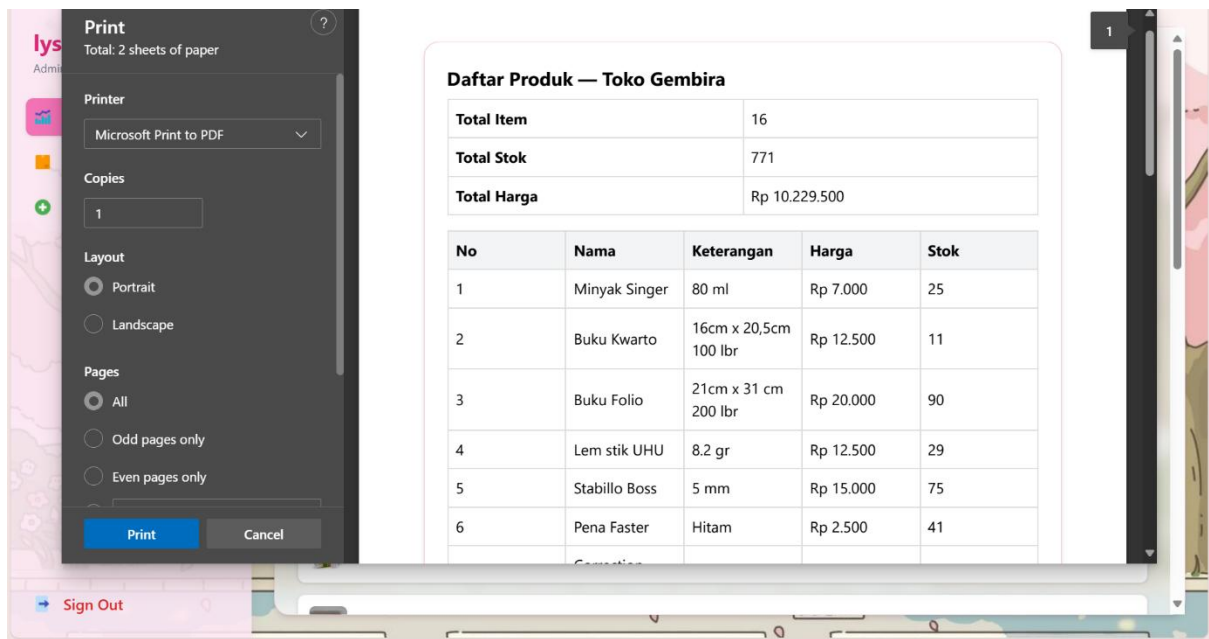 lys
Admi
Sign Out
Print
?
Total: 2 sheets of paper
Printer
Microsoft Print to PDF
Copies
1
Layout
Portrait
Landscape
Pages
All
Odd pages only
Even pages only
Print Cancel
1
Daftar Produk — Toko Gembira
Total Item 16
Total Stok 771
Total Harga Rp 10.229.500
No Nama Keterangan Harga Stok
1 Minyak Singer 80 ml Rp 7.000 25
2 Buku Kwarto 16cm x 20,5cm 100 lbr Rp 12.500 11
3 Buku Folio 21cm x 31 cm 200 lbr Rp 20.000 90
4 Lem stik UHU 8.2 gr Rp 12.500 29
5 Stabillo Boss 5 mm Rp 15.000 75
6 Pena Faster Hitam Rp 2.500 41